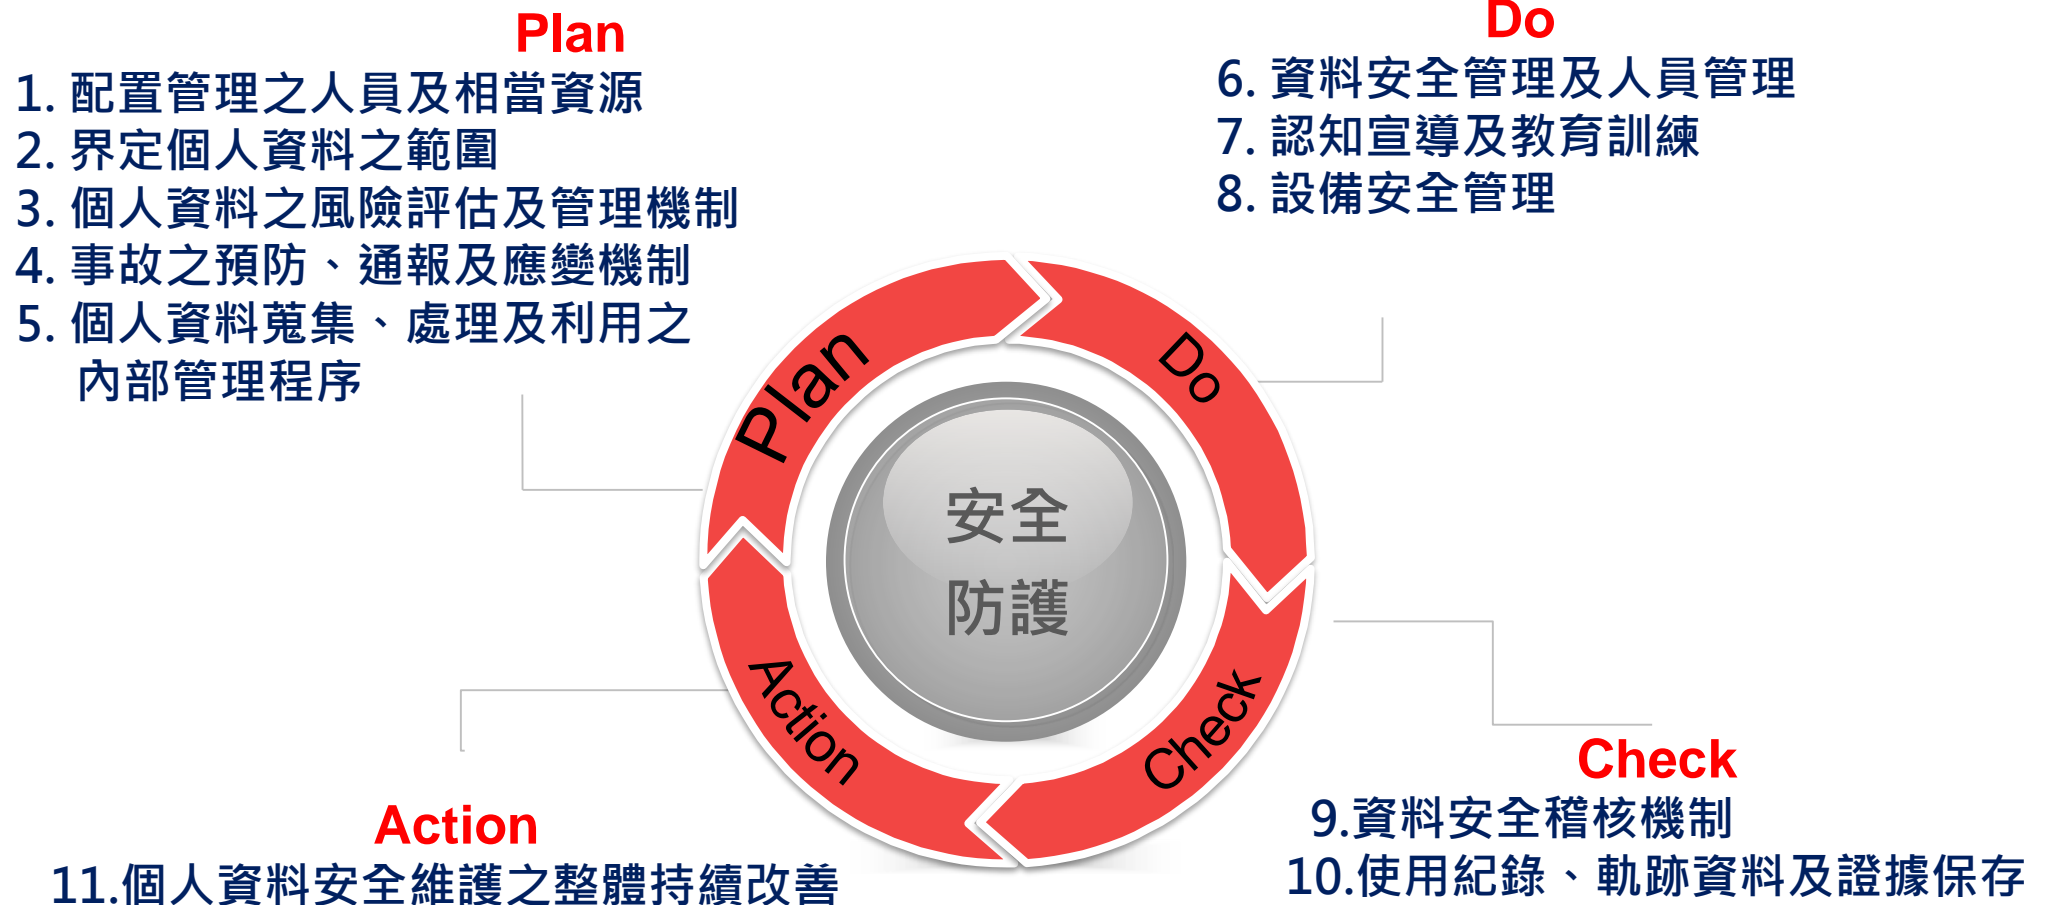 Plan
1. 配置管理之人員及相當資源
2. 界定個人資料之範圍
3. 個人資料之風險評估及管理機制
4. 事故之預防、通報及應變機制
5. 個人資料蒐集、處理及利用之
內部管理程序
Do
6. 資料安全管理及人員管理
7. 認知宣導及教育訓練
8. 設備安全管理
Plan
Do
安全
防護
Action
Check
Check
9.資料安全稽核機制
10.使用紀錄、軌跡資料及證據保存
Action
11.個人資料安全維護之整體持續改善